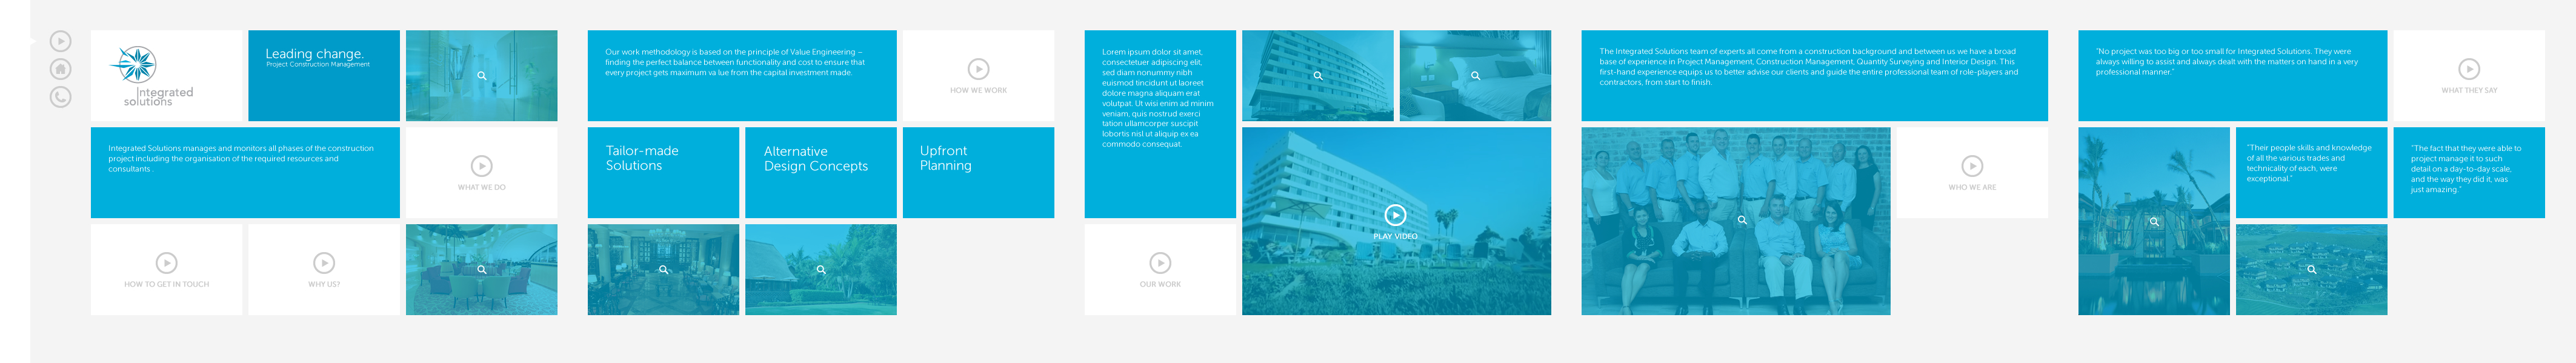 Integrated
solutions
Leading change.
Project Construction Management
Integrated Solutions manages and monitors all phases of the construction
project including the organisation of the required resources and
consultants .
WHAT WE DO
HOW TO GET IN TOUCH
WHY US?
Our work methodology is based on the principle of Value Engineering –
finding the perfect balance between functionality and cost to ensure that
every project gets maximum va lue from the capital investment made.
HOW WE WORK
Tailor-made
Solutions
Alternative
Design Concepts
Upfront
Planning
Lorem ipsum dolor sit amet,
consectetuer adipiscing elit,
sed diam nonummy nibh
euismod tincidunt ut laoreet
dolore magna aliquam erat
volutpat. Ut wisi enim ad minim
veniam, quis nostrud exerci
tation ullamcorper suscipit
lobortis nisl ut aliquip ex ea
commodo consequat.
OUR WORK
PLAY VIDEO
The Integrated Solutions team of experts all come from a construction background and between us we have a broad
base of experience in Project Management, Construction Management, Quantity Surveying and Interior Design. This
first-hand experience equips us to better advise our clients and guide the entire professional team of role-players and
contractors, from start to finish.
WHO WE ARE
"No project was too big or too small for Integrated Solutions. They were
always willing to assist and always dealt with the matters on hand in a very
professional manner."
WHAT THEY SAY
"Their people skills and knowledge
of all the various trades and
technicality of each, were
exceptional."
"The fact that they were able to
project manage it to such
detail on a day-to-day scale,
and the way they did it, was
just amazing."